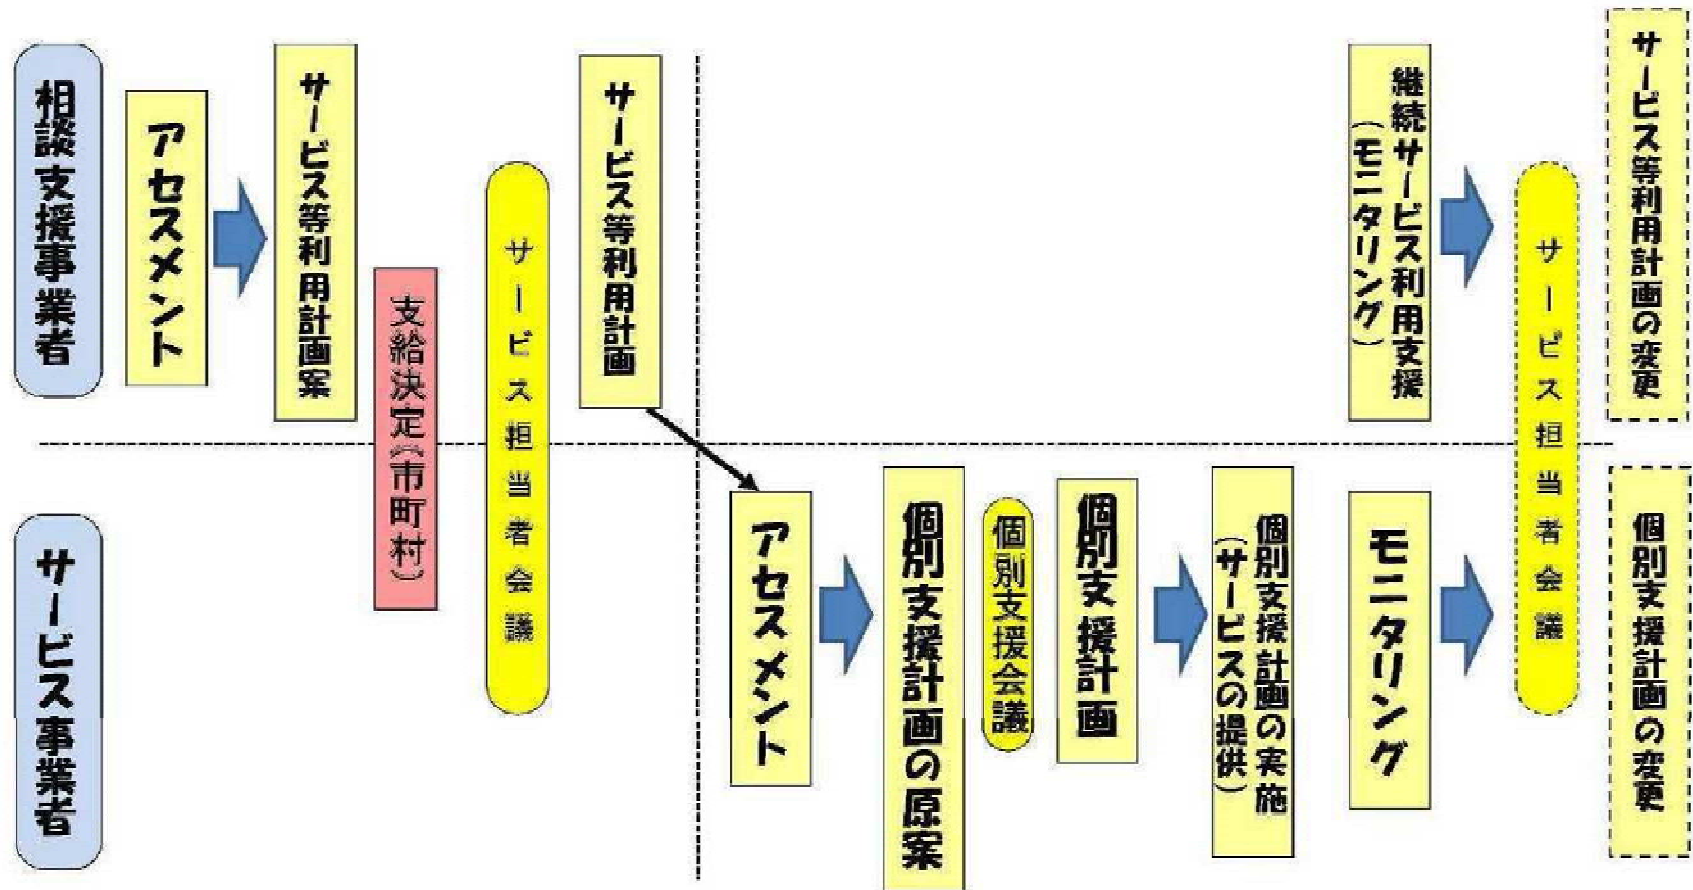 相談支援事業者
アセスメント
サービス等利用計画案
支給決定(市町村)
サービス担当者会議
サービス等利用計画
継続サービス利用支援
(モニタリング)
サービス担当者会議
サービス等利用計画の変更
サービス事業者
アセスメント
個別支援計画の原案
個別支援会議
個別支援計画
個別支援計画の実施
(サービスの提供)
モニタリング
個別支援計画の変更